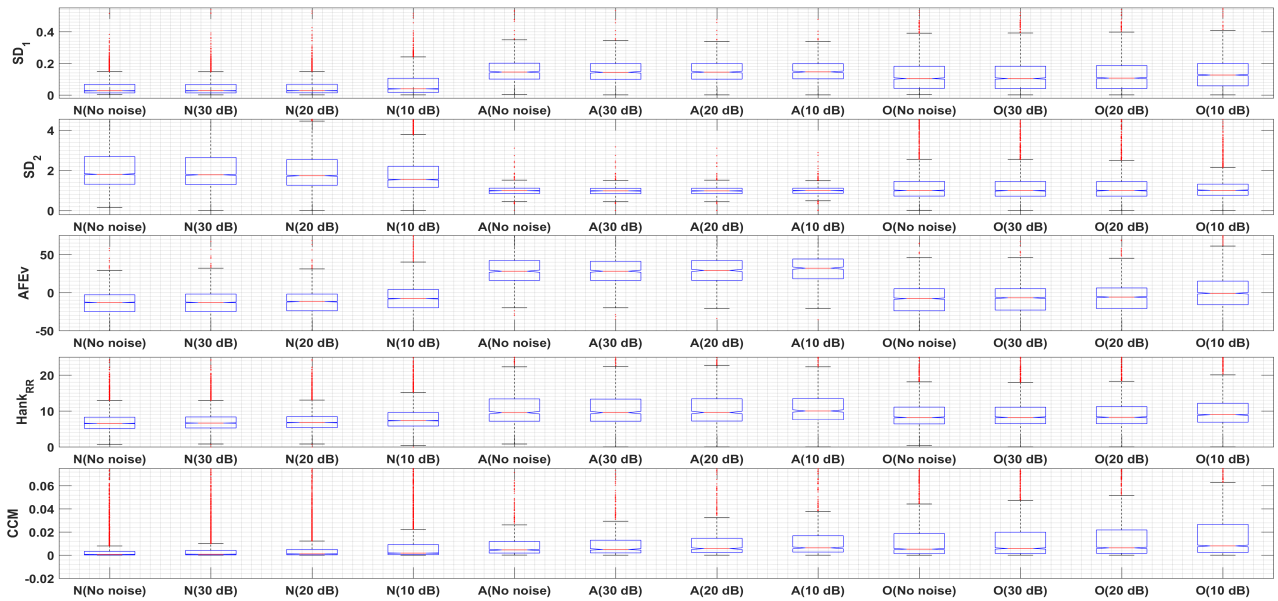 SD1
0.4
0.2
0
N(No noise) N(30 dB) N(20 dB) N(10 dB) A(No noise) A(30 dB) A(20 dB) A(10 dB) O(No noise) O(30 dB) O(20 dB) O(10 dB)
SD2
4
2
0
N(No noise) N(30 dB) N(20 dB) N(10 dB) A(No noise) A(30 dB) A(20 dB) A(10 dB) O(No noise) O(30 dB) O(20 dB) O(10 dB)
AFEv
50
0
-50
N(No noise) N(30 dB) N(20 dB) N(10 dB) A(No noise) A(30 dB) A(20 dB) A(10 dB) O(No noise) O(30 dB) O(20 dB) O(10 dB)
HankRR
20
10
0
N(No noise) N(30 dB) N(20 dB) N(10 dB) A(No noise) A(30 dB) A(20 dB) A(10 dB) O(No noise) O(30 dB) O(20 dB) O(10 dB)
CCM
0.06
0.04
0.02
0
-0.02
N(No noise) N(30 dB) N(20 dB) N(10 dB) A(No noise) A(30 dB) A(20 dB) A(10 dB) O(No noise) O(30 dB) O(20 dB) O(10 dB)